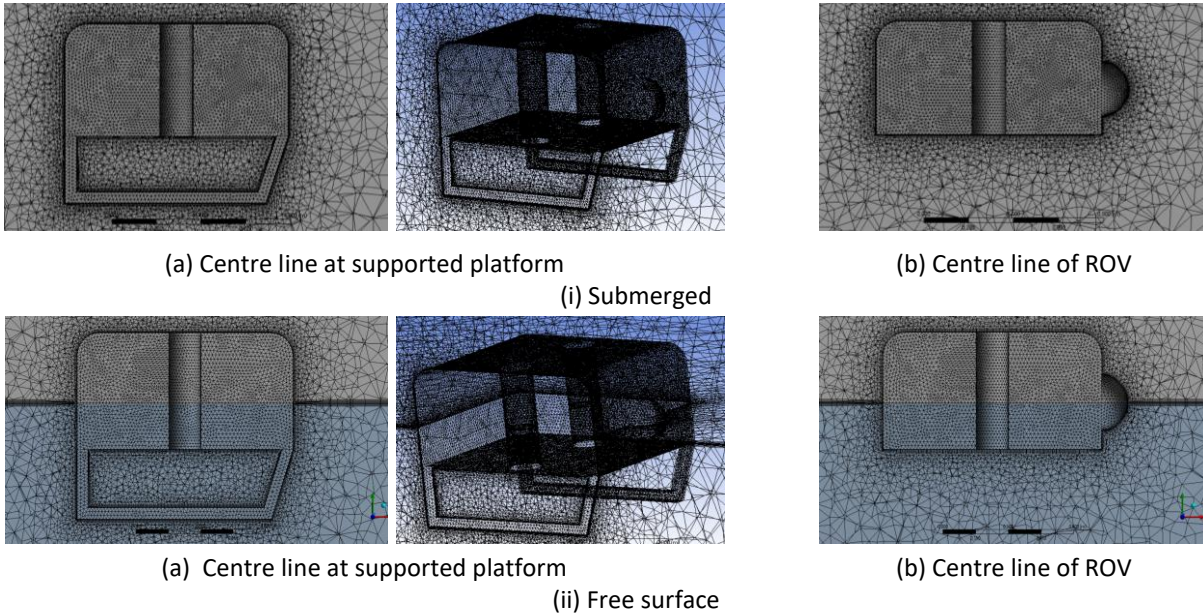 (a) Centre line at supported platform
(b) Centre line of ROV
(i) Submerged
(a) Centre line at supported platform
(b) Centre line of ROV
(ii) Free surface